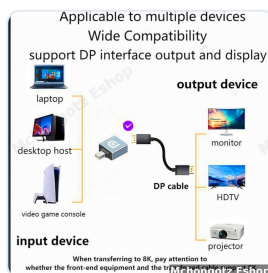 Applicable to multiple devices
Wide Compatibility
support DP interface output and display
output device
laptop
desktop host
monitor
DP cable
HDTV
video game console
input device
projector
When transferring to 8K, pay attention to
whether the front-end equipment and the
Mchongotz Eshop